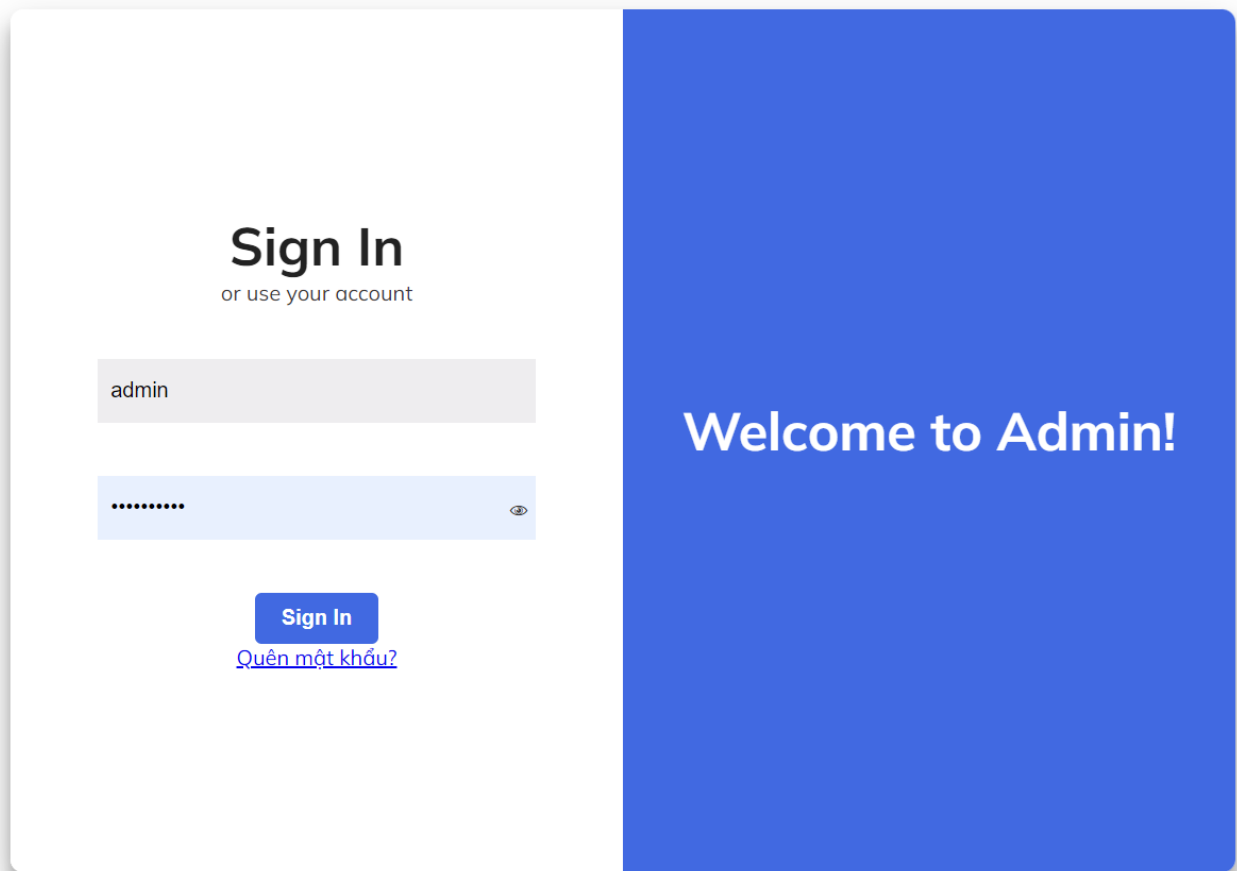 Sign In
or use your account
admin
••••••••••
Sign In
Quên mật khẩu?
Welcome to Admin!